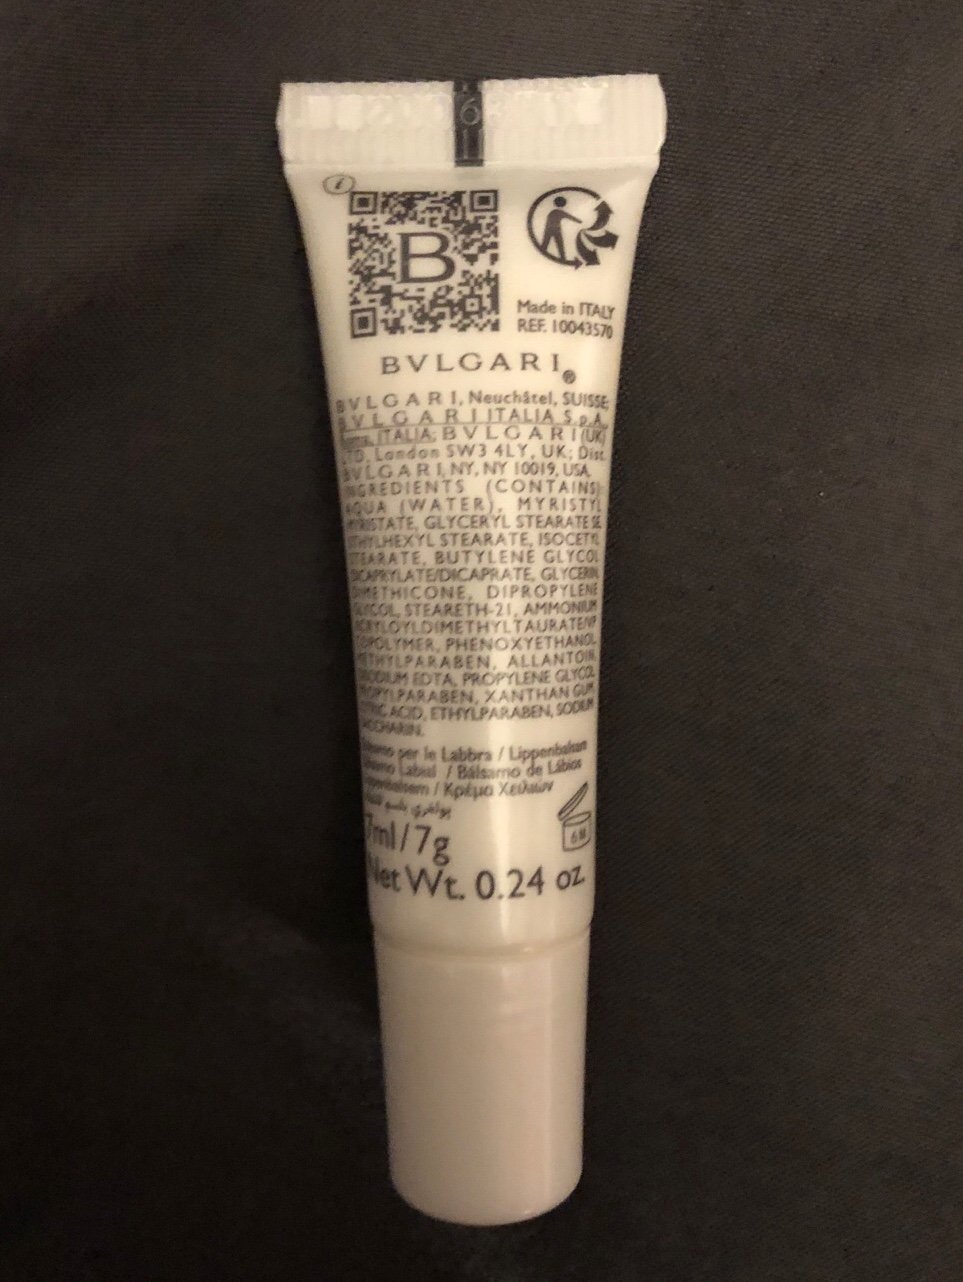 i
B
Made in ITALY
REF. 10043570
BVLGARI®
BVLGARI, Neuchâtel, SUISSE;
BVLGARI ITALIA S.p.A.,
ITALIA; BVLGARI (UK)
LTD, London SW3 4LY, UK; Dist.
BVLGARI, NY, NY 10019, USA.
INGREDIENTS (CONTAINS):
AQUA (WATER), MYRISTYL
MYRISTATE, GLYCERYL STEARATE SE,
ETHYLHEXYL STEARATE, ISOCETYL
STEARATE, BUTYLENE GLYCOL
DICAPRYLATE/DICAPRATE, GLYCERIN,
DIMETHICONE, DIPROPYLENE
GLYCOL, STEARETH-21, AMMONIUM
ACRYLOYLDIMETHYLTAURATE/VP
COPOLYMER, PHENOXYETHANOL,
METHYLPARABEN, ALLANTOIN,
DISODIUM EDTA, PROPYLENE GLYCOL,
PROPYLPARABEN, XANTHAN GUM,
CITRIC ACID, ETHYLPARABEN, SODIUM
SACCHARIN.
Balsamo per le Labbra / Lippenbalsam
Bálsamo Labial / Bálsamo de Lábios
Lippenbalsem / Κρέμα Χειλιών
7ml/7g
6M
Net Wt. 0.24 oz.